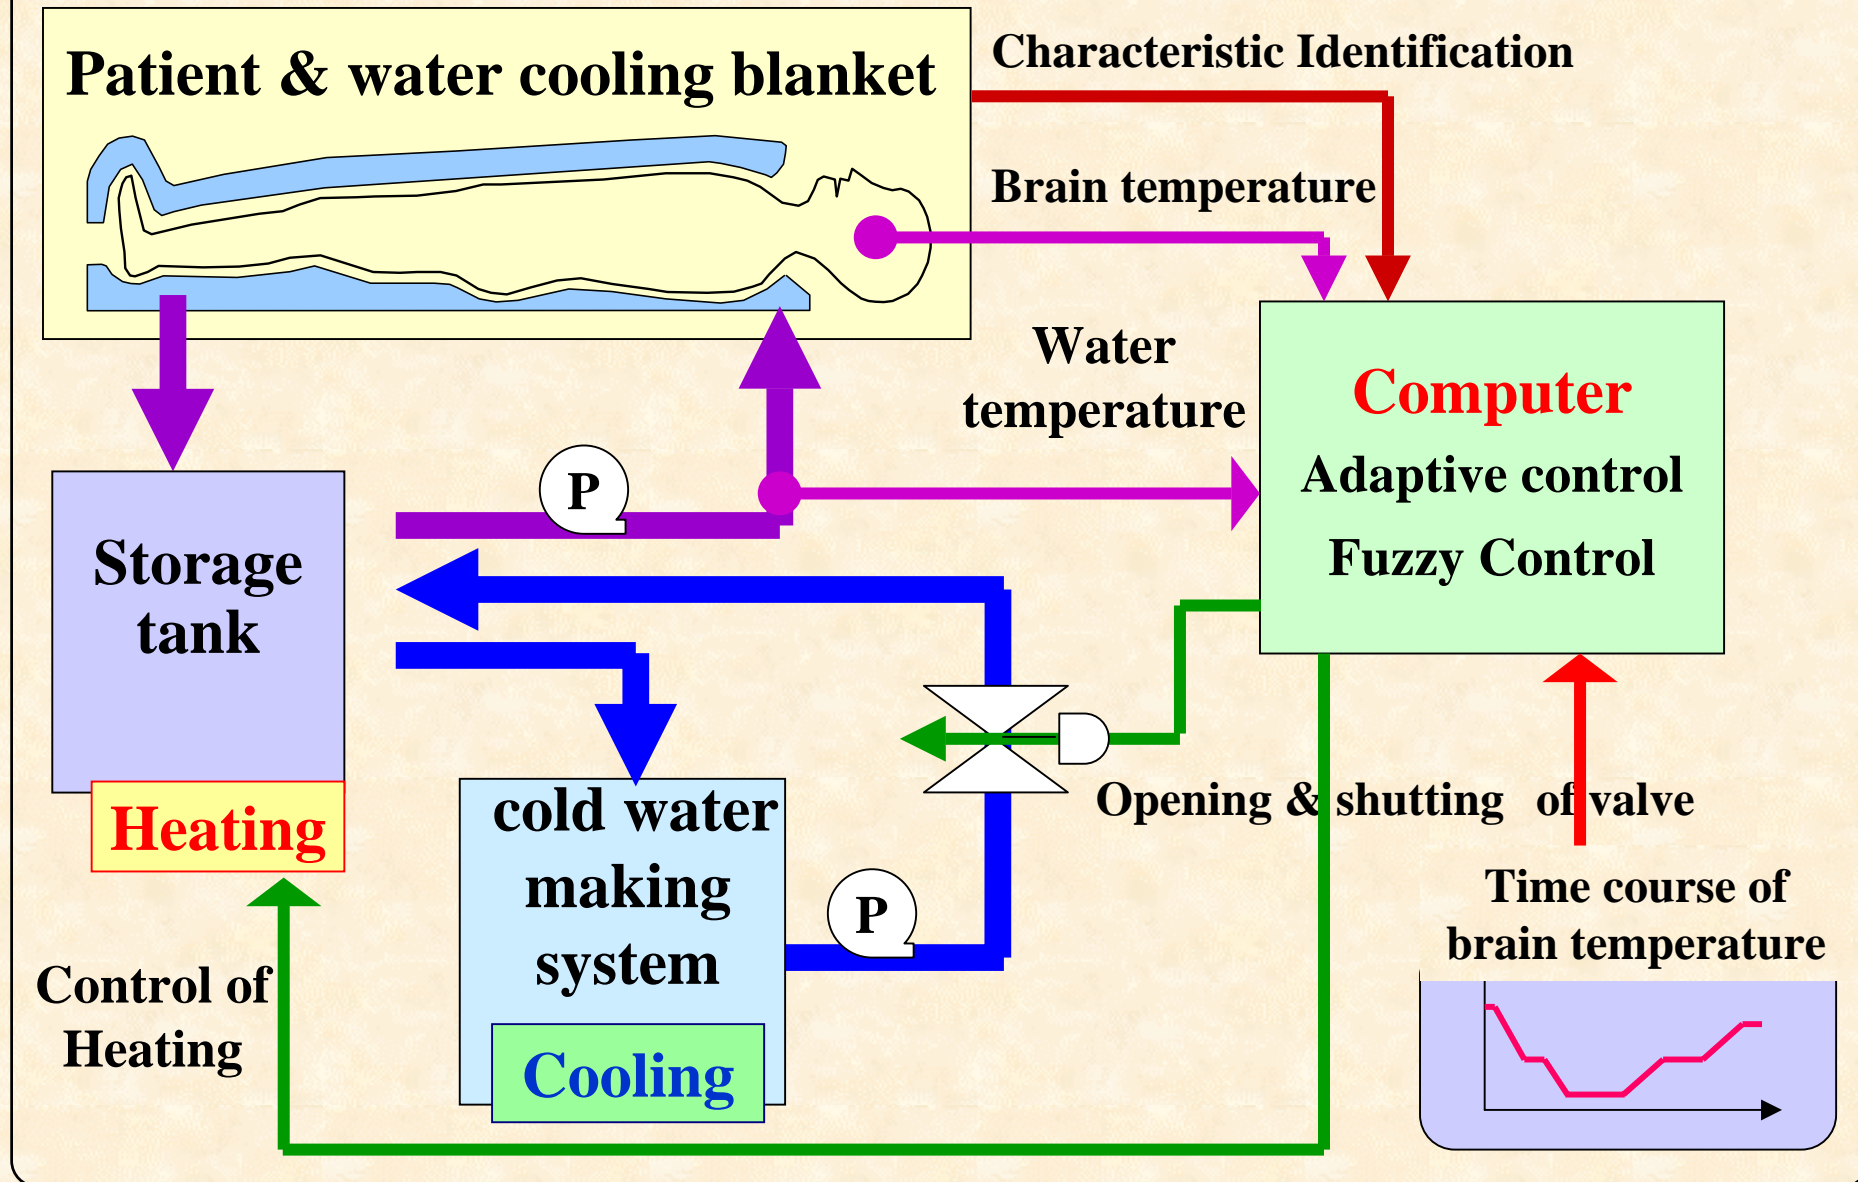 Patient & water cooling blanket
Characteristic Identification
Brain temperature
Water
temperature
Computer
Adaptive control
Fuzzy Control
P
Storage
tank
Heating
cold water
making
system
Cooling
P
Opening & shutting of valve
Time course of
brain temperature
Control of
Heating